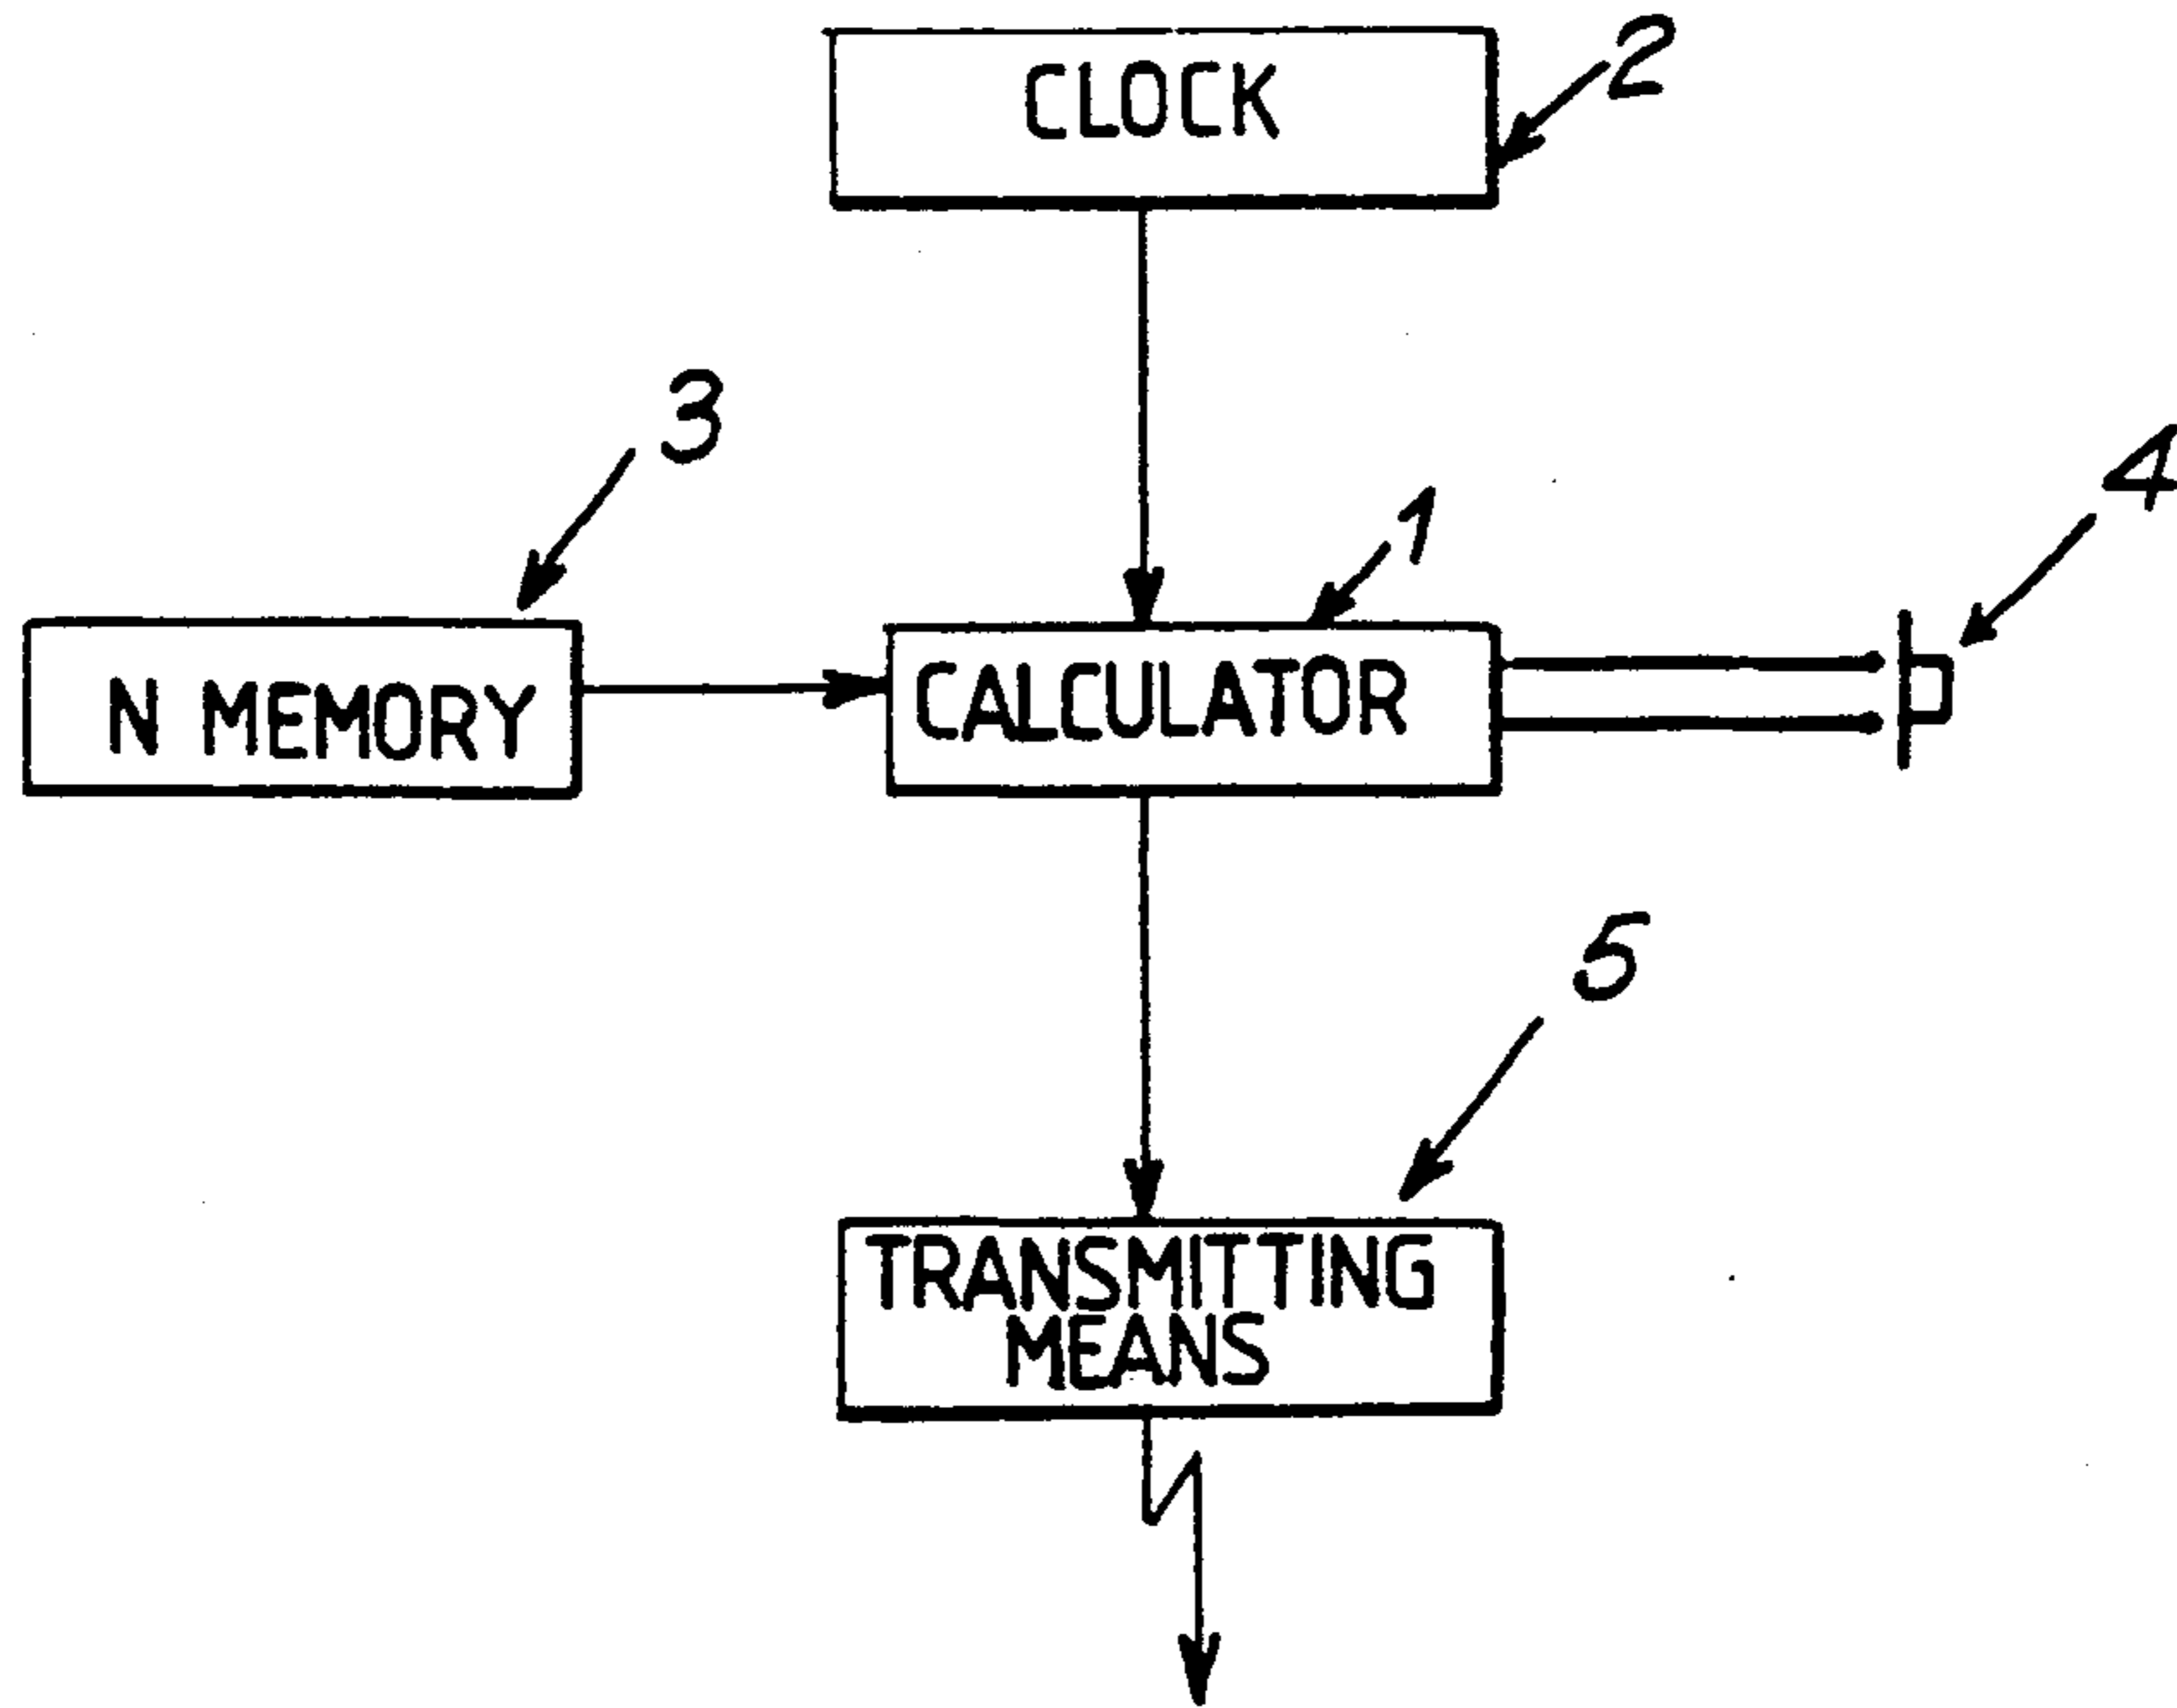 CLOCK
2
3
1
4
N MEMORY
CALCULATOR
5
TRANSMITTING
MEANS